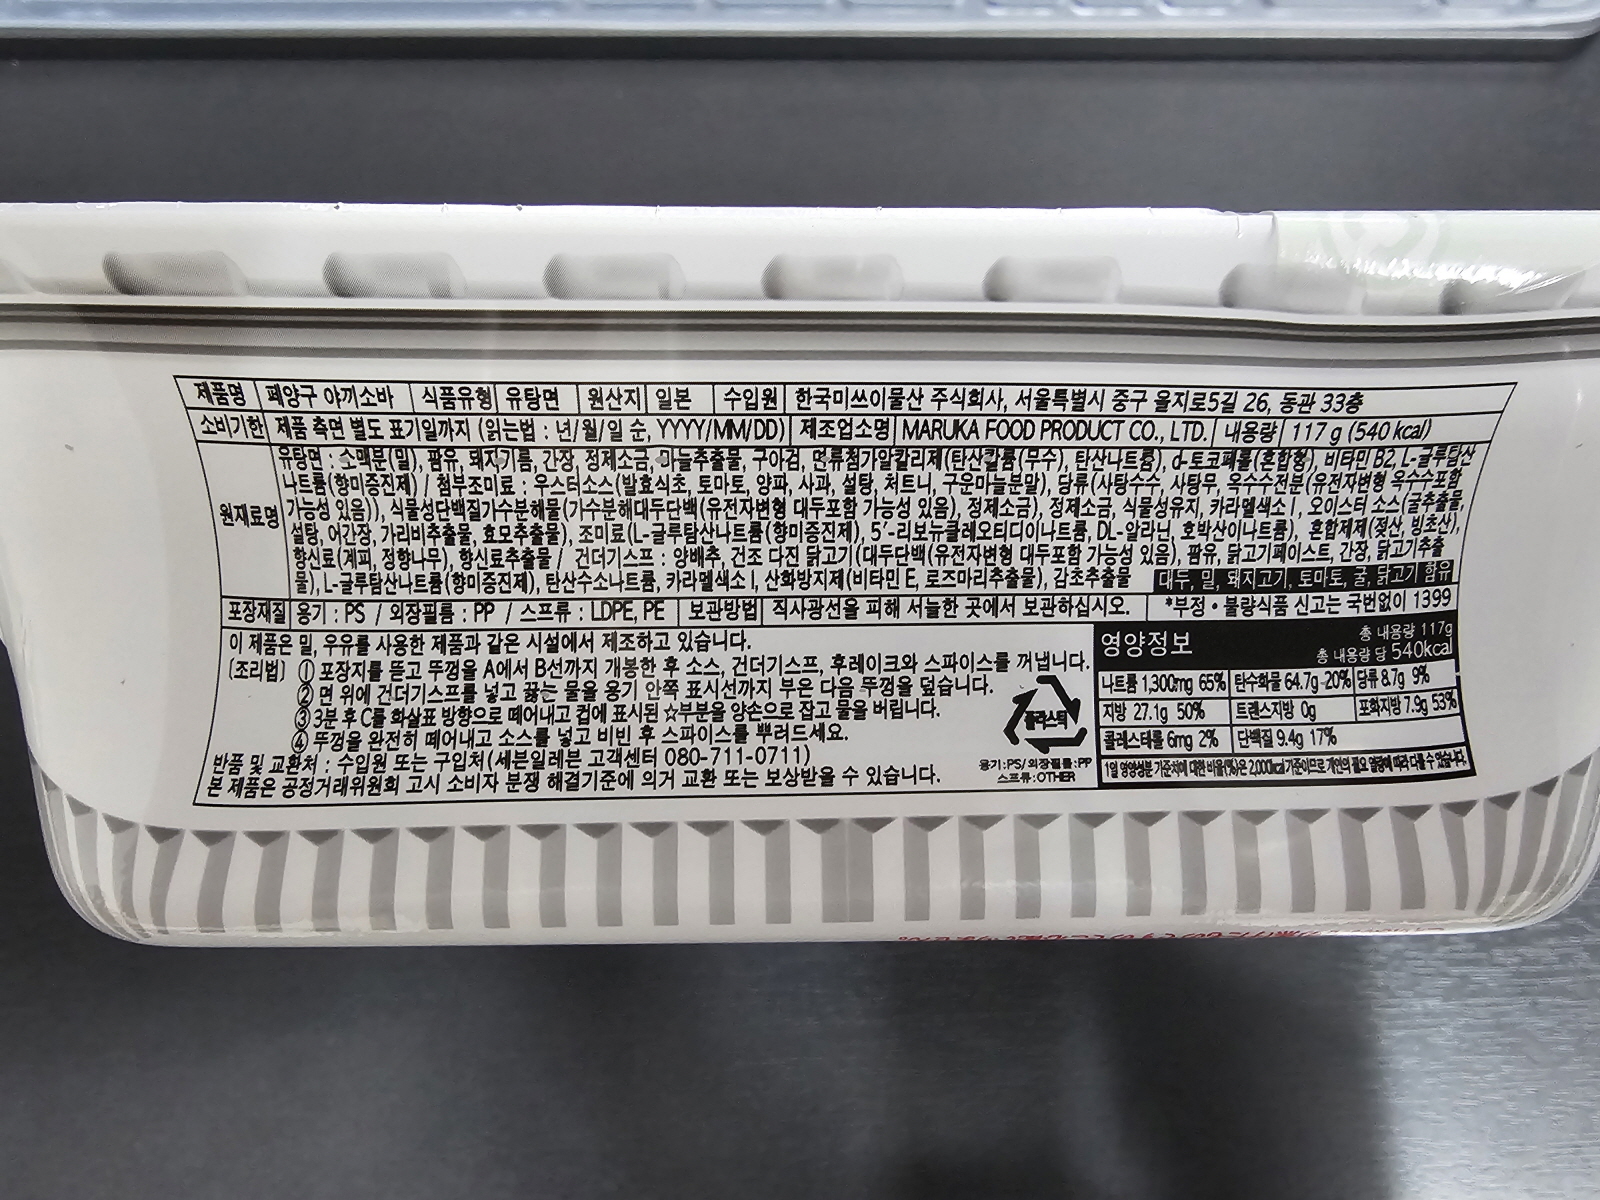 제품명 페양구 야끼소바 식품유형 유탕면 원산지 일본 수입원 한국미쓰이물산 주식회사, 서울특별시 중구 을지로5길 26, 동관 33층
소비기한 제품 측면 별도 표기일까지 (읽는법 : 년/월/일 순, YYYY/MM/DD) 제조업소명 MARUKA FOOD PRODUCT CO., LTD. 내용량 117 g (540 kcal)
원재료명
유탕면 : 소맥분(밀), 팜유, 돼지기름, 간장, 정제소금, 마늘추출물, 구아검, 면류첨가알칼리제(탄산칼륨(무수), 탄산나트륨), d-토코페롤(혼합형), 비타민 B2, L-글루탐산
나트륨(향미증진제) / 첨부조미료 : 우스터소스(발효식초, 토마토, 양파, 사과, 설탕, 처트니, 구운마늘분말), 당류(사탕수수, 사탕무, 옥수수전분(유전자변형 옥수수포함
가능성 있음)), 식물성단백질가수분해물(가수분해대두단백(유전자변형 대두포함 가능성 있음), 정제소금), 정제소금, 식물성유지, 카라멜색소 I, 오이스터 소스(굴추출물,
설탕, 어간장, 가리비추출물, 효모추출물), 조미료(L-글루탐산나트륨(향미증진제), 5'-리보뉴클레오티디이나트륨, DL-알라닌, 호박산이나트륨), 혼합제제(젖산, 빙초산),
향신료(계피, 정향나무), 향신료추출물 / 건더기스프 : 양배추, 건조 다진 닭고기(대두단백(유전자변형 대두포함 가능성 있음), 팜유, 닭고기페이스트, 간장, 닭고기추출
물), L-글루탐산나트륨(향미증진제), 탄산수소나트륨, 카라멜색소 I, 산화방지제(비타민 E, 로즈마리추출물), 감초추출물 대두, 밀, 돼지고기, 토마토, 굴, 닭고기 함유
포장재질 용기 : PS / 외장필름 : PP / 스프류 : LDPE, PE 보관방법 직사광선을 피해 서늘한 곳에서 보관하십시오. *부정 • 불량식품 신고는 국번없이 1399
이 제품은 밀, 우유를 사용한 제품과 같은 시설에서 제조하고 있습니다.
[조리법] ① 포장지를 뜯고 뚜껑을 A에서 B선까지 개봉한 후 소스, 건더기스프, 후레이크와 스파이스를 꺼냅니다.
② 면 위에 건더기스프를 넣고 끓는 물을 용기 안쪽 표시선까지 부은 다음 뚜껑을 덮습니다.
③ 3분 후 C를 화살표 방향으로 떼어내고 컵에 표시된 ☆부분을 양손으로 잡고 물을 버립니다.
④ 뚜껑을 완전히 떼어내고 소스를 넣고 비빈 후 스파이스를 뿌려드세요.
반품 및 교환처 : 수입원 또는 구입처(세븐일레븐 고객센터 080-711-0711)
본 제품은 공정거래위원회 고시 소비자 분쟁 해결기준에 의거 교환 또는 보상받을 수 있습니다.
플라스틱
용기:PS/외장필름:PP
스프류:OTHER
영양정보 총 내용량 117g
총 내용량 당 540kcal
나트륨 1,300mg 65% 탄수화물 64.7g 20% 당류 8.7g 9%
지방 27.1g 50% 트랜스지방 0g 포화지방 7.9g 53%
콜레스테롤 6mg 2% 단백질 9.4g 17%
1일 영양성분 기준치에 대한 비율(%)은 2,000kcal 기준이므로 개인의 필요 열량에 따라 다를 수 있습니다.